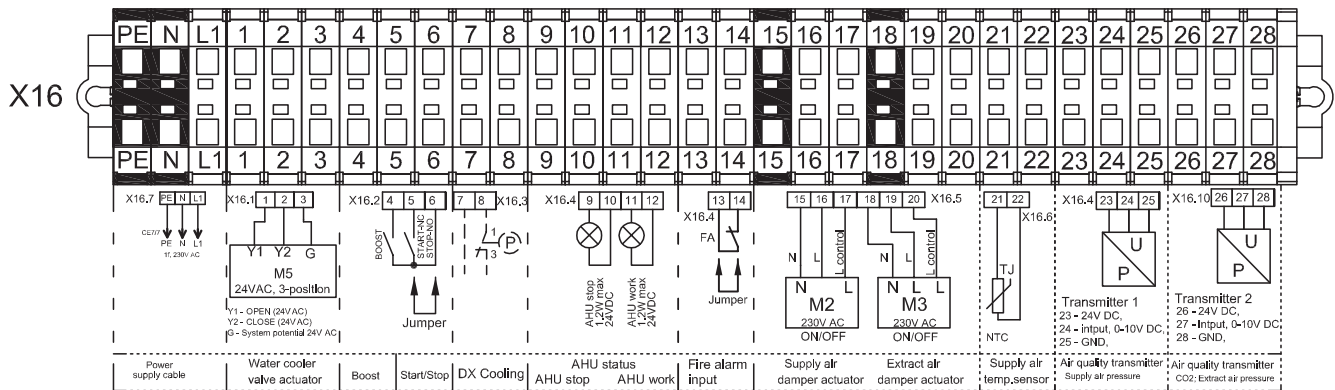 PE N L1 1 2 3 4 5 6 7 8 9 10 11 12 13 14 15 16 17 18 19 20 21 22 23 24 25 26 27 28
X16
PE N L1 1 2 3 4 5 6 7 8 9 10 11 12 13 14 15 16 17 18 19 20 21 22 23 24 25 26 27 28
X16.7 PE N L1
CE7/7
PE N L1
1f, 230V AC
X16.1 1 2 3
Y1 Y2 G
M5
24VAC, 3-position
Y1 - OPEN (24VAC)
Y2 - CLOSE (24VAC)
G - System potential 24V AC
X16.2 4 5 6
BOOST
START-NC
STOP-NO
Jumper
7 8 X16.3
1
3
P
X16.4 9 10 11 12
AHU stop
1,2W max
24VDC
AHU work
1,2W max
24VDC
13 14
X16.4
FA
Jumper
15 16 17 18 19 20 X16.5
N L L control
N L
M2
230V AC
ON/OFF
N L L control
N L
M3
230V AC
ON/OFF
21 22
X16.6
TJ
NTC
X16.4 23 24 25
U
P
Transmitter 1
23 - 24V DC,
24 - intput, 0-10V DC,
25 - GND,
X16.10 26 27 28
U
P
Transmitter 2
26 - 24V DC,
27 - Intput, 0-10V DC
28 - GND,
Power
supply cable
Water cooler
valve actuator
Boost
Start/Stop
DX Cooling
AHU status
AHU stop AHU work
Fire alarm
input
Supply air
damper actuator
Extract air
damper actuator
Supply air
temp.sensor
Air quality transmitter
Supply air pressure
Air quality transmitter
CO2; Extract air pressure